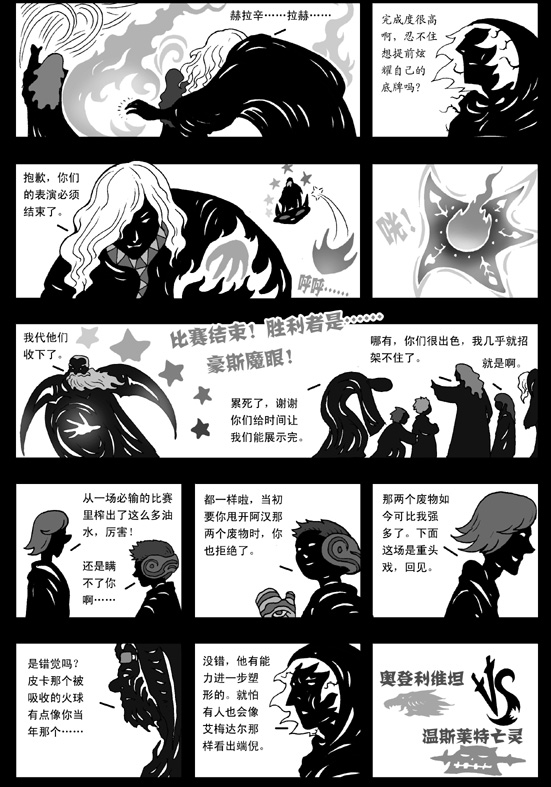 赫拉辛……拉赫……
完成度很高
啊，忍不住
想提前炫
耀自己的
底牌吗？
抱歉，你们
的表演必须
结束了。
呼呼……
咣！
我代他们
收下了。
比赛结束！胜利者是……
豪斯魔眼！
累死了，谢谢
你们给时间让
我们能展示完。
哪有，你们很出色，我几乎就招
架不住了。
就是啊。
从一场必输的比赛
里榨出了这么多油
水，厉害！
还是瞒
不了你
啊……
都一样啦，当初
要你甩开阿汉那
两个废物时，你
也拒绝了。
那两个废物如
今可比我强
多了。下面
这场是重头
戏，回见。
是错觉吗？
皮卡那个被
吸收的火球
有点像你当
年那个……
没错，他有能
力进一步塑
形的。就怕
有人也会像
艾梅达尔那
样看出端倪。
奥登利维坦
VS
温斯莱特亡灵